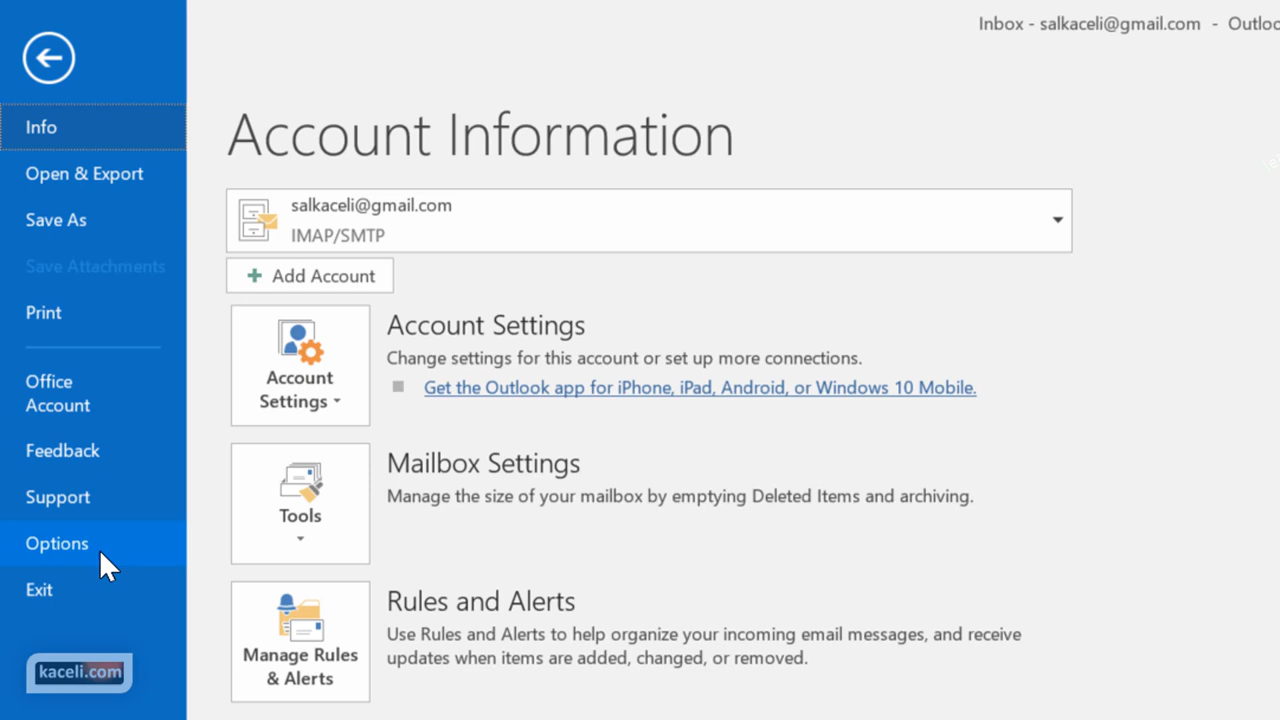 Inbox - salkaceli@gmail.com - Outloo
Info
Open & Export
Save As
Save Attachments
Print
Office
Account
Feedback
Support
Options
Exit
kaceli.com
Account Information
salkaceli@gmail.com
IMAP/SMTP
+ Add Account
Account
Settings
Account Settings
Change settings for this account or set up more connections.
Get the Outlook app for iPhone, iPad, Android, or Windows 10 Mobile.
Tools
Mailbox Settings
Manage the size of your mailbox by emptying Deleted Items and archiving.
Manage Rules
& Alerts
Rules and Alerts
Use Rules and Alerts to help organize your incoming email messages, and receive
updates when items are added, changed, or removed.